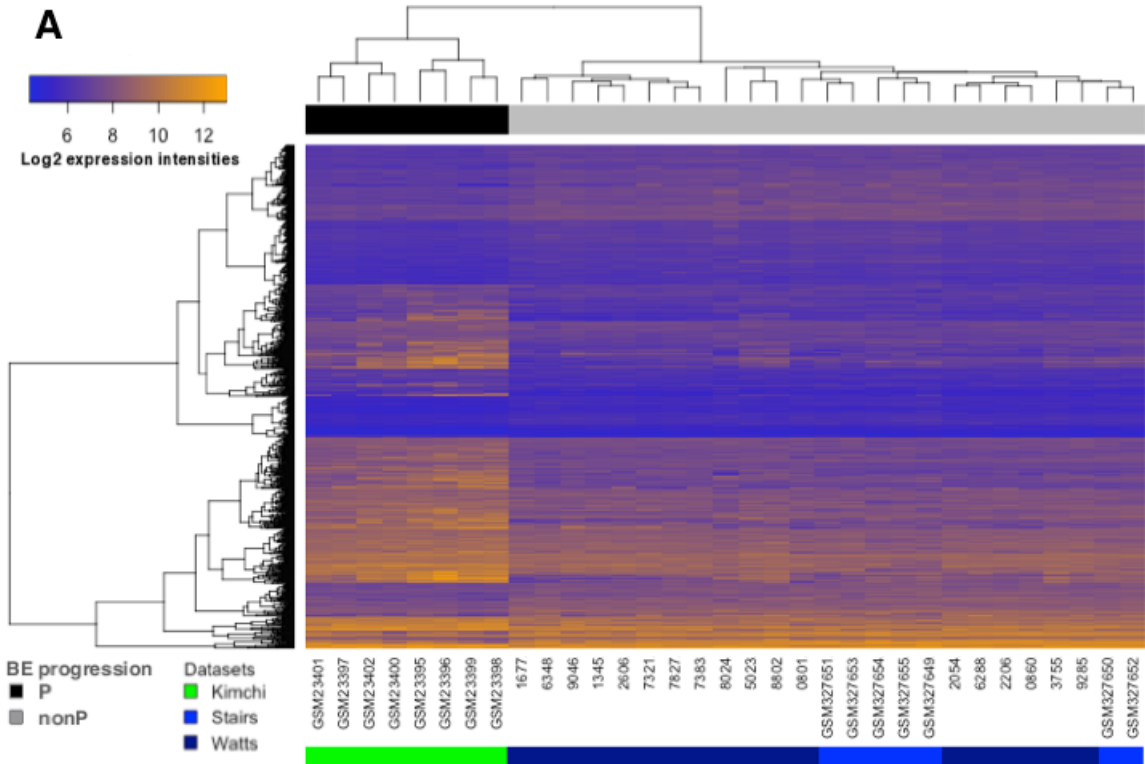 A
6 8 10 12
Log2 expression intensities
GSM23401
GSM23397
GSM23402
GSM23400
GSM23395
GSM23396
GSM23399
GSM23398
1677
6348
9046
1345
2606
7321
7827
7383
8024
5023
8802
0801
GSM327651
GSM327653
GSM327654
GSM327655
GSM327649
2054
6288
2206
0860
3755
9285
GSM327650
GSM327652
BE progression
P
nonP
Datasets
Kimchi
Stairs
Watts